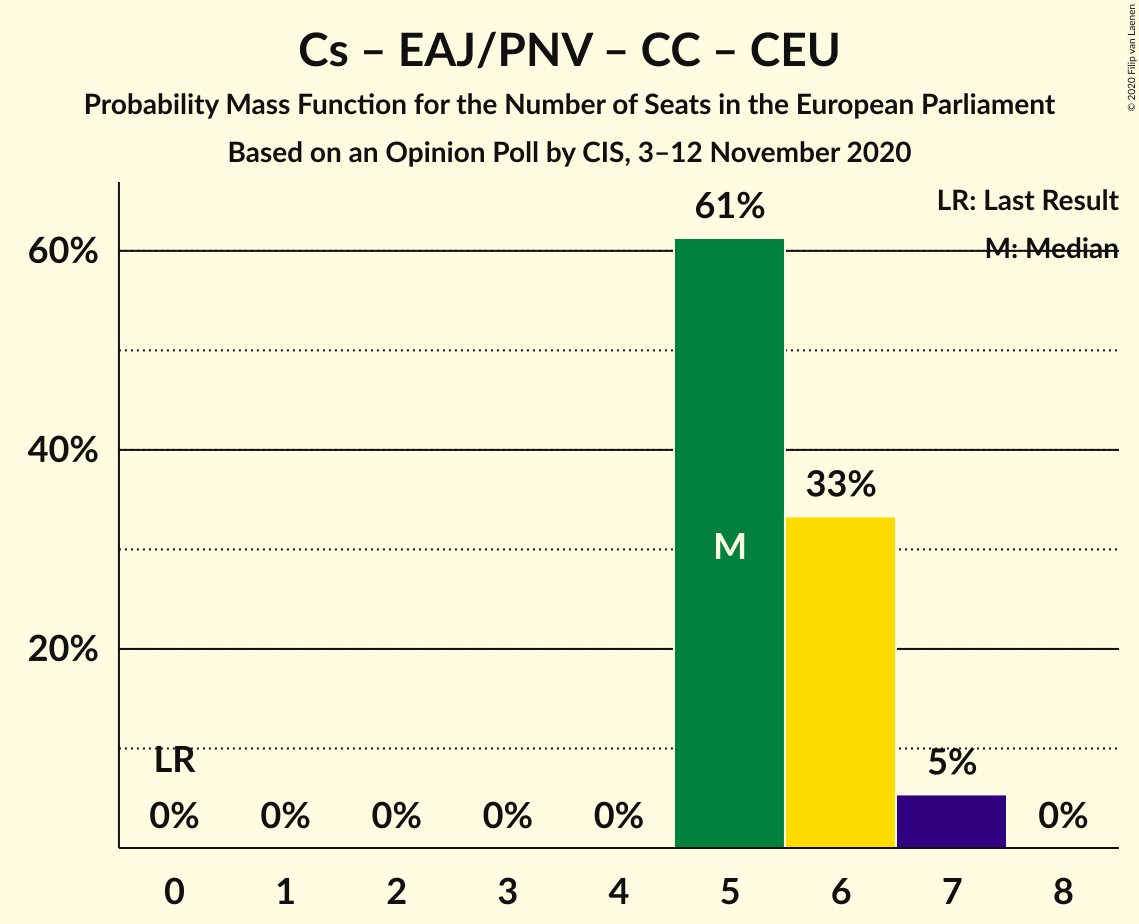 Cs – EAJ/PNV – CC – CEU
Probability Mass Function for the Number of Seats in the European Parliament
Based on an Opinion Poll by CIS, 3–12 November 2020
© 2020 Filip van Laenen
LR: Last Result
M: Median
61%
60%
40%
33%
M
20%
LR
5%
0% 0% 0% 0% 0% 0%
0 1 2 3 4 5 6 7 8